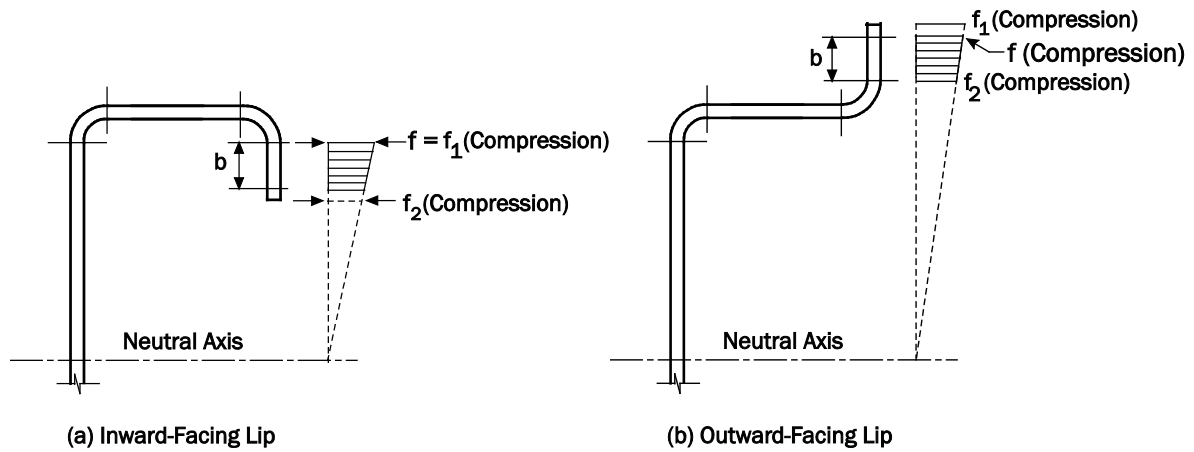 b
f = f1(Compression)
f2(Compression)
Neutral Axis
(a) Inward-Facing Lip
b
f1(Compression)
f (Compression)
f2(Compression)
Neutral Axis
(b) Outward-Facing Lip